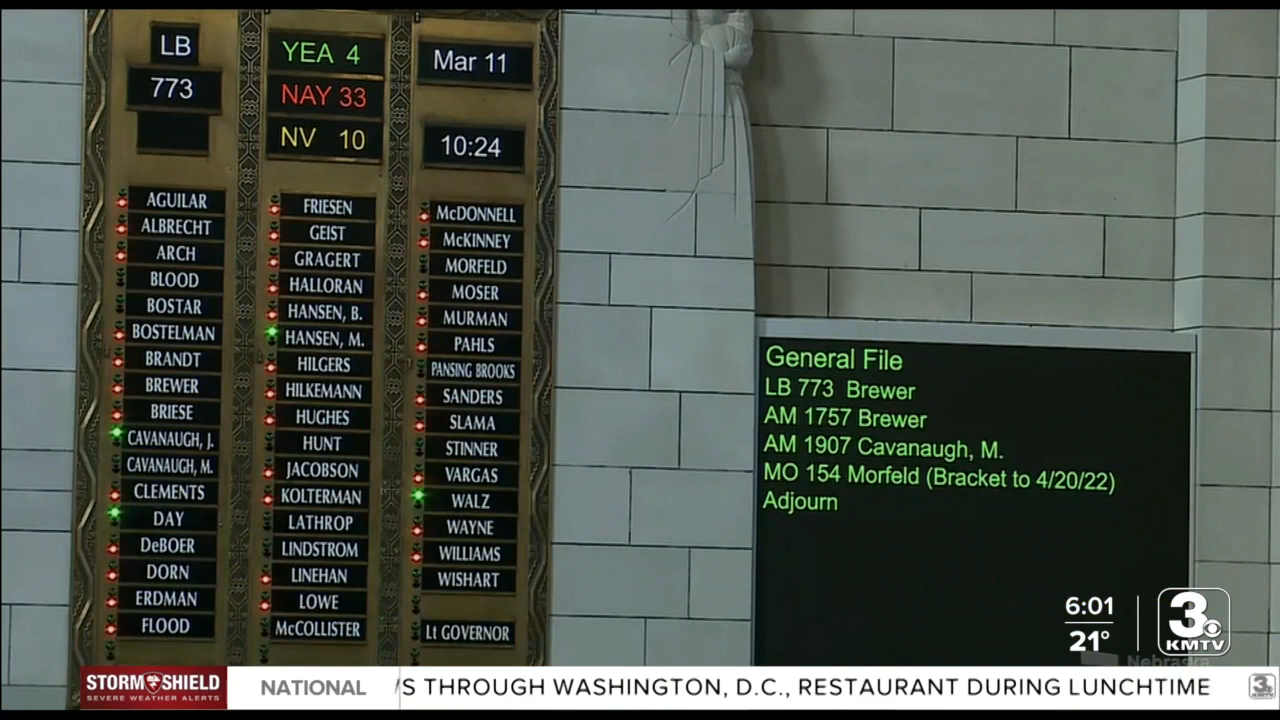 LB
773
YEA 4
NAY 33
NV 10
Mar 11
10:24
AGUILAR
ALBRECHT
ARCH
BLOOD
BOSTAR
BOSTELMAN
BRANDT
BREWER
BRIESE
CAVANAUGH, J.
CAVANAUGH, M.
CLEMENTS
DAY
DeBOER
DORN
ERDMAN
FLOOD
FRIESEN
GEIST
GRAGERT
HALLORAN
HANSEN, B.
HANSEN, M.
HILGERS
HILKEMANN
HUGHES
HUNT
JACOBSON
KOLTERMAN
LATHROP
LINDSTROM
LINEHAN
LOWE
McCOLLISTER
McDONNELL
McKINNEY
MORFELD
MOSER
MURMAN
PAHLS
PANSING BROOKS
SANDERS
SLAMA
STINNER
VARGAS
WALZ
WAYNE
WILLIAMS
WISHART
Lt GOVERNOR
General File
LB 773 Brewer
AM 1757 Brewer
AM 1907 Cavanaugh, M.
MO 154 Morfeld (Bracket to 4/20/22)
Adjourn
6:01
21°
3
KMTV
Nebraska
STORM SHIELD
SEVERE WEATHER ALERTS
NATIONAL
S THROUGH WASHINGTON, D.C., RESTAURANT DURING LUNCHTIME
3